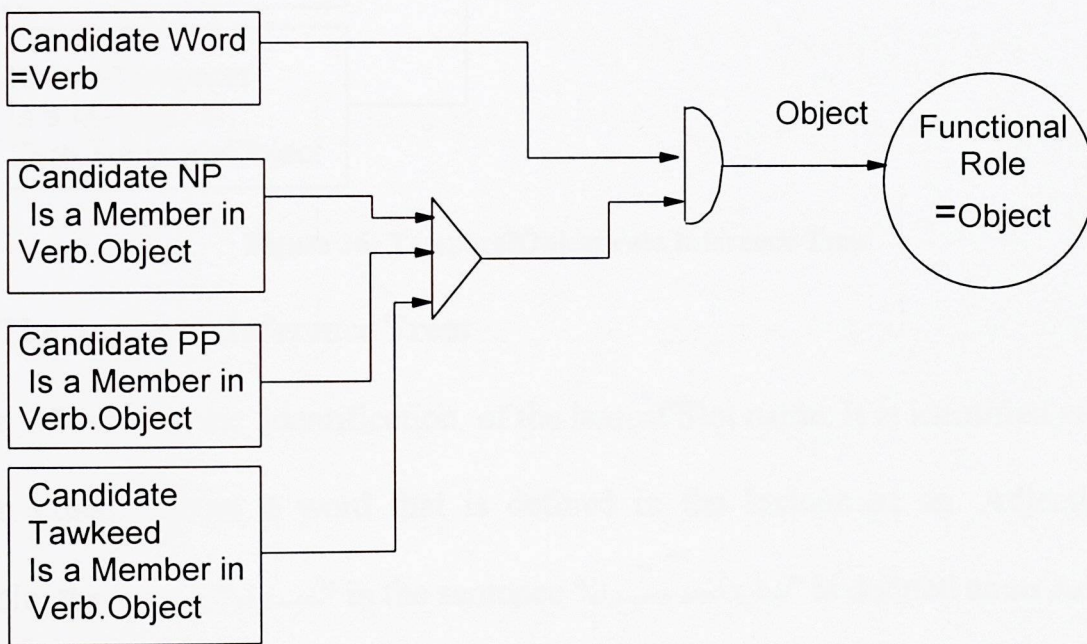 Candidate Word
=Verb
Candidate NP
Is a Member in
Verb.Object
Candidate PP
Is a Member in
Verb.Object
Candidate
Tawkeed
Is a Member in
Verb.Object
Object
Functional
Role
=Object